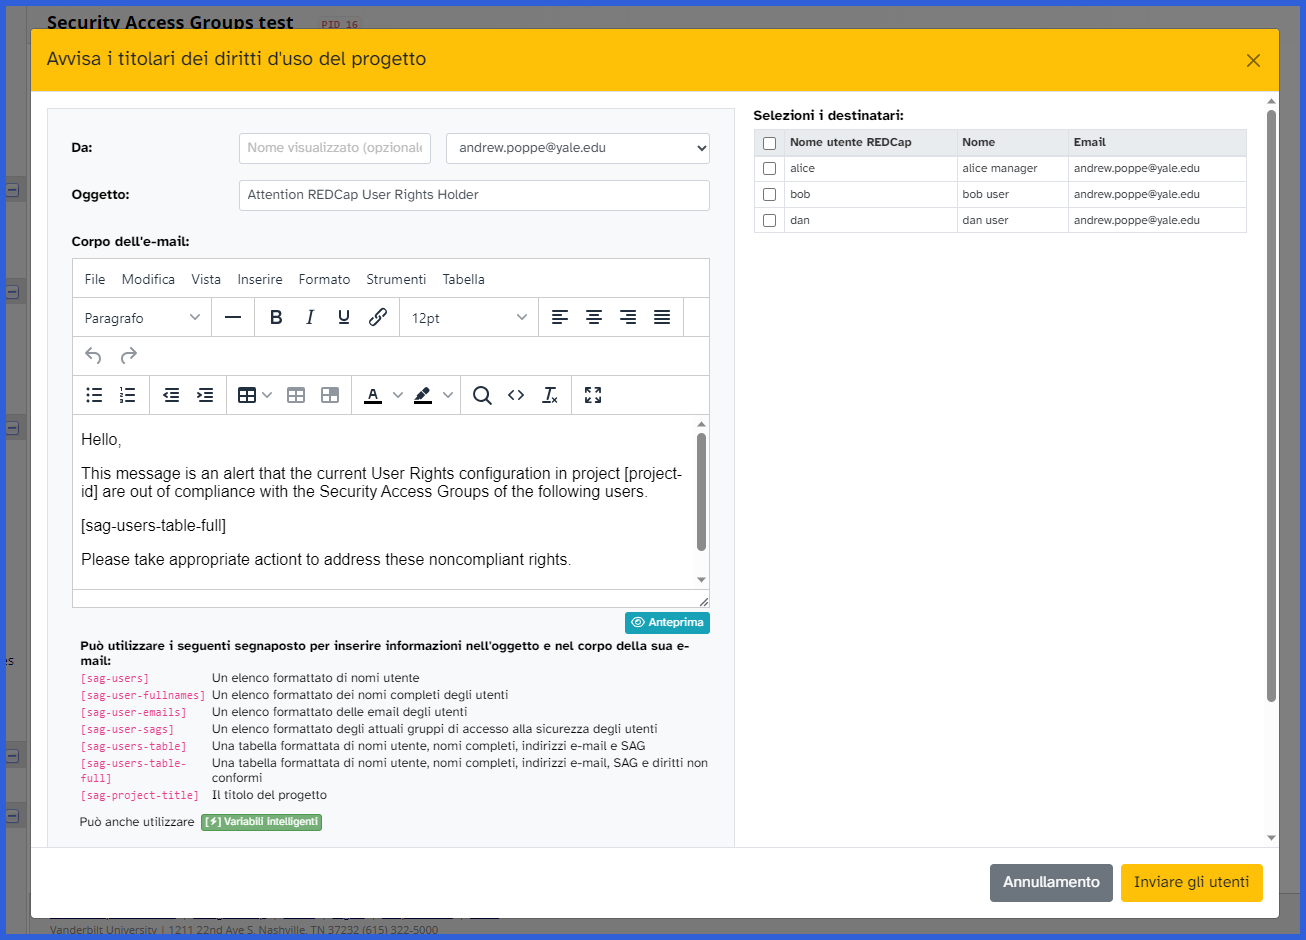 Security Access Groups test PID 16
Avvisa i titolari dei diritti d'uso del progetto
Da:
Nome visualizzato (opzionale
andrew.poppe@yale.edu
Oggetto:
Attention REDCap User Rights Holder
Corpo dell'e-mail:
File Modifica Vista Inserire Formato Strumenti Tabella
Paragrafo
12pt
Hello,
This message is an alert that the current User Rights configuration in project [project-
id] are out of compliance with the Security Access Groups of the following users.
[sag-users-table-full]
Please take appropriate actiont to address these noncompliant rights.
Anteprima
Può utilizzare i seguenti segnaposto per inserire informazioni nell'oggetto e nel corpo della sua e-
mail:
[sag-users] Un elenco formattato di nomi utente
[sag-user-fullnames] Un elenco formattato dei nomi completi degli utenti
[sag-user-emails] Un elenco formattato delle email degli utenti
[sag-user-sags] Un elenco formattato degli attuali gruppi di accesso alla sicurezza degli utenti
[sag-users-table] Una tabella formattata di nomi utente, nomi completi, indirizzi e-mail e SAG
[sag-users-table- Una tabella formattata di nomi utente, nomi completi, indirizzi e-mail, SAG e diritti non
full] conformi
[sag-project-title] Il titolo del progetto
Può anche utilizzare [⚡] Variabili intelligenti
Selezioni i destinatari:
Nome utente REDCap Nome Email
alice alice manager andrew.poppe@yale.edu
bob bob user andrew.poppe@yale.edu
dan dan user andrew.poppe@yale.edu
Annullamento
Inviare gli utenti
Vanderbilt University | 1211 22nd Ave S, Nashville, TN 37232 (615) 322-5000